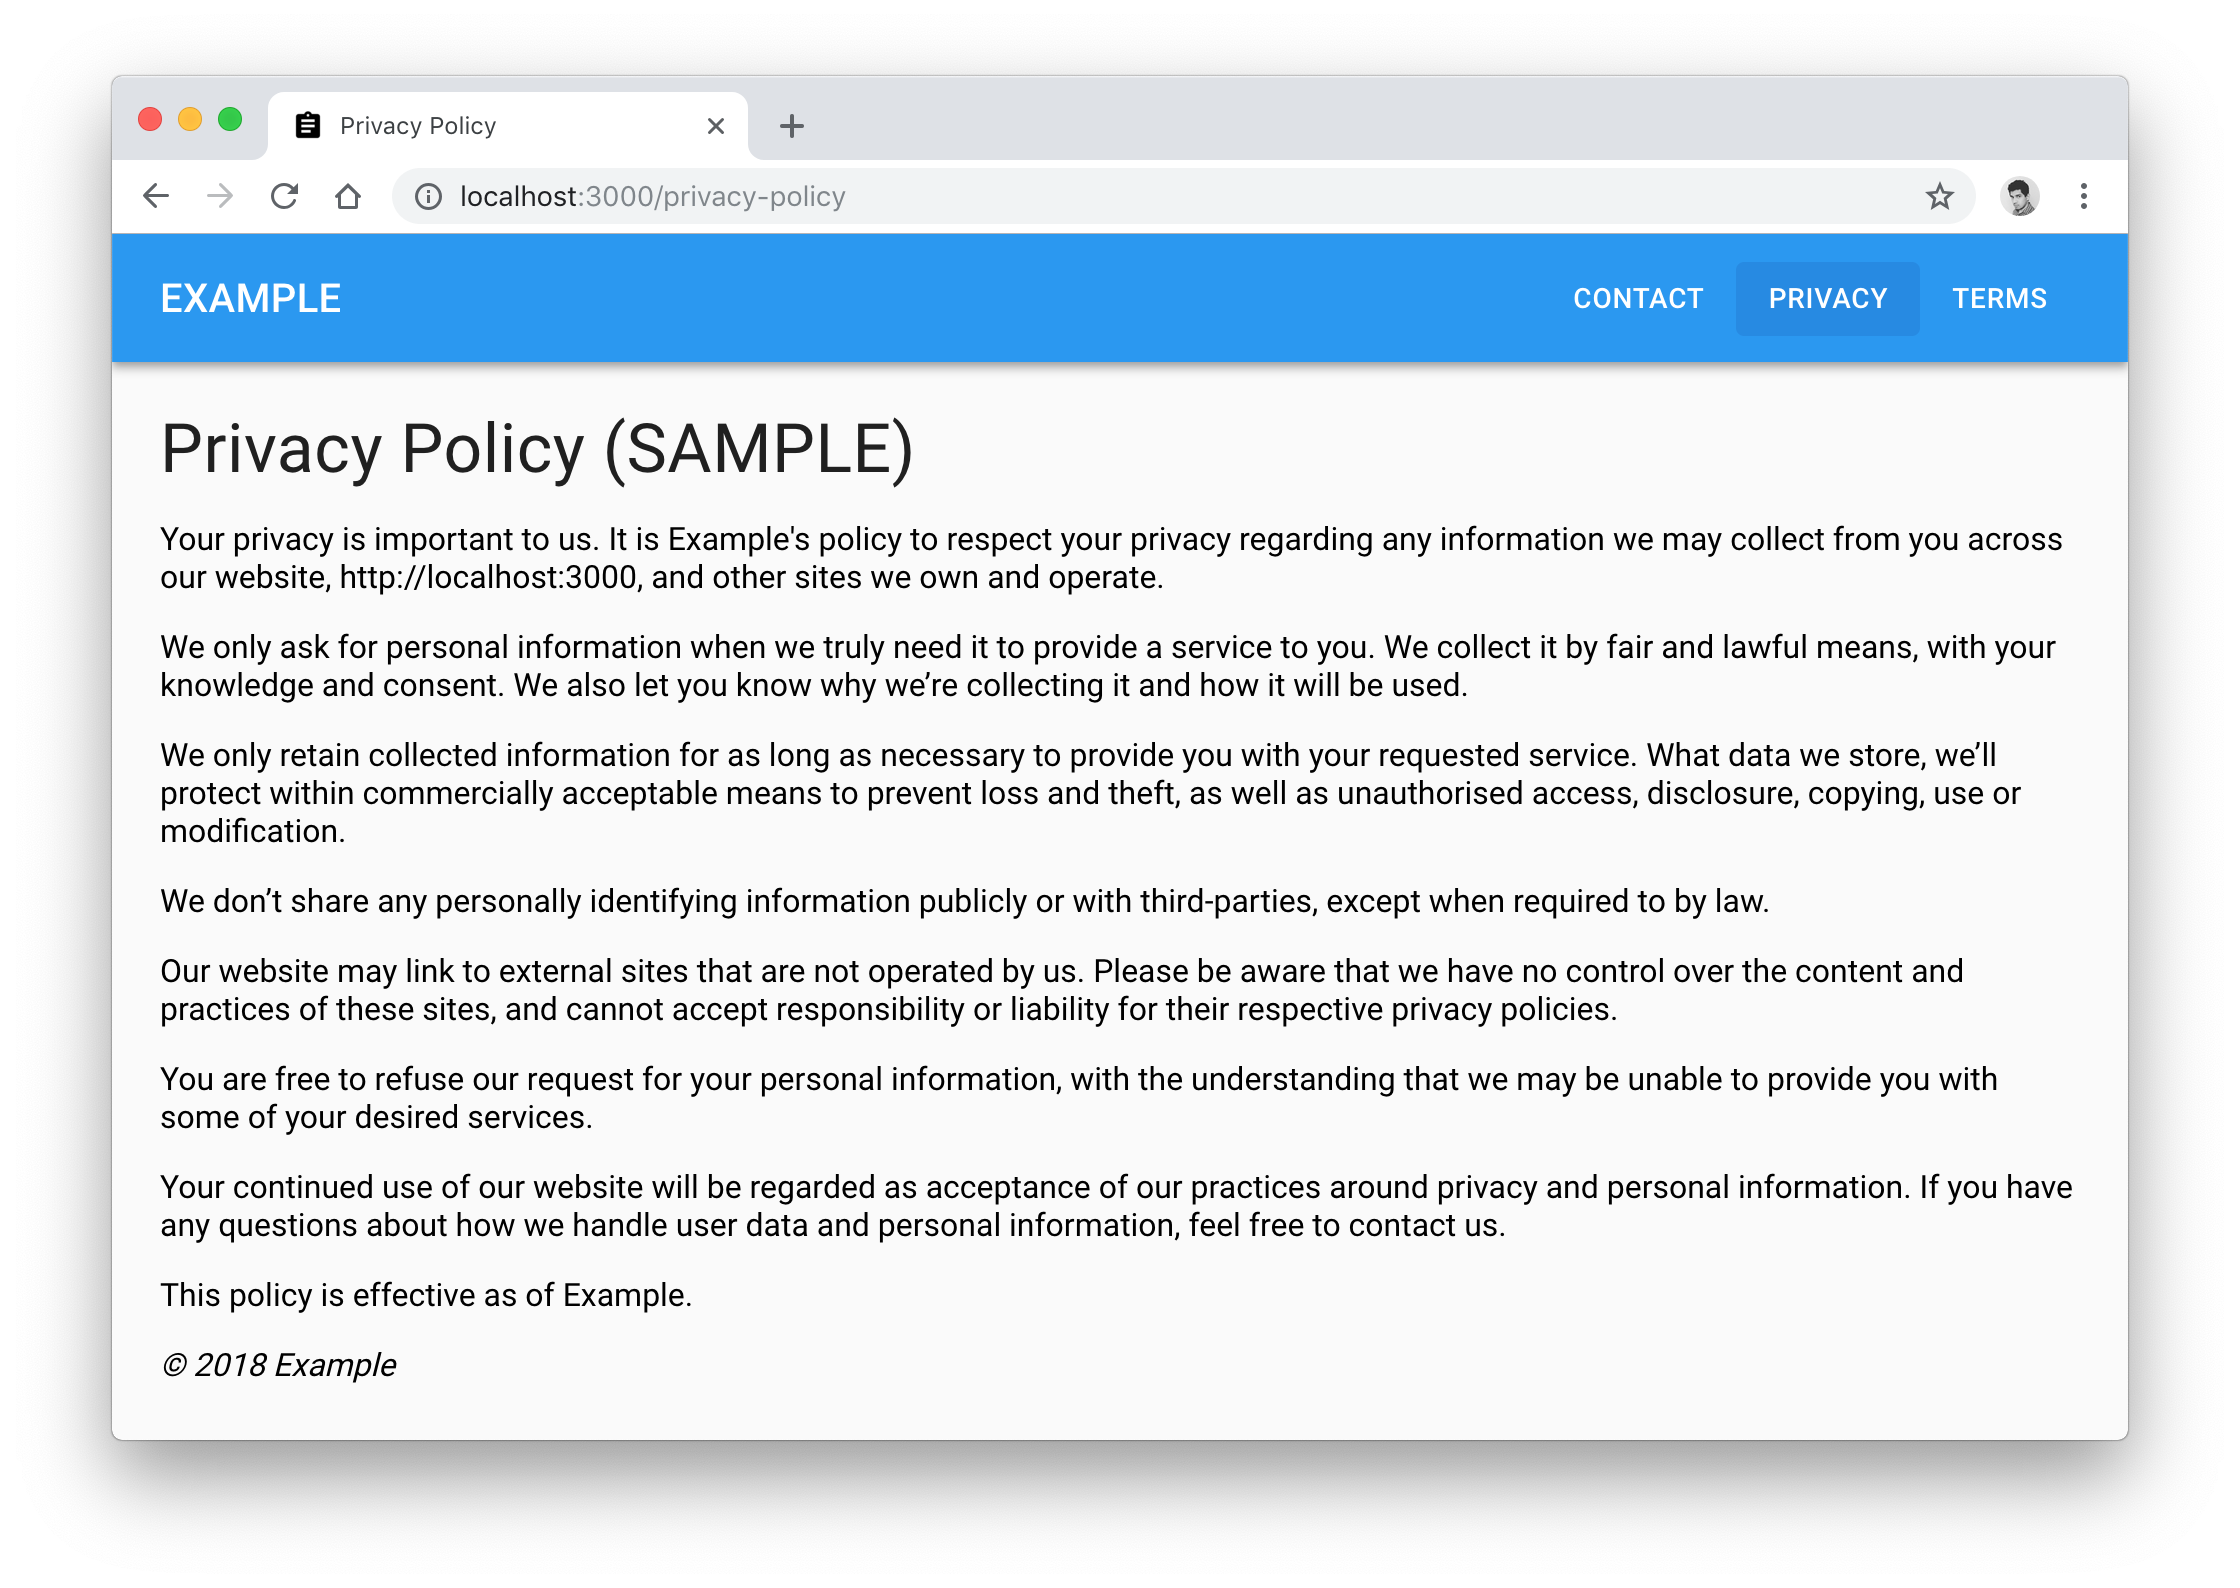 Privacy Policy
localhost:3000/privacy-policy
EXAMPLE
CONTACT
PRIVACY
TERMS
Privacy Policy (SAMPLE)
Your privacy is important to us. It is Example's policy to respect your privacy regarding any information we may collect from you across
our website, http://localhost:3000, and other sites we own and operate.
We only ask for personal information when we truly need it to provide a service to you. We collect it by fair and lawful means, with your
knowledge and consent. We also let you know why we’re collecting it and how it will be used.
We only retain collected information for as long as necessary to provide you with your requested service. What data we store, we’ll
protect within commercially acceptable means to prevent loss and theft, as well as unauthorised access, disclosure, copying, use or
modification.
We don’t share any personally identifying information publicly or with third-parties, except when required to by law.
Our website may link to external sites that are not operated by us. Please be aware that we have no control over the content and
practices of these sites, and cannot accept responsibility or liability for their respective privacy policies.
You are free to refuse our request for your personal information, with the understanding that we may be unable to provide you with
some of your desired services.
Your continued use of our website will be regarded as acceptance of our practices around privacy and personal information. If you have
any questions about how we handle user data and personal information, feel free to contact us.
This policy is effective as of Example.
© 2018 Example